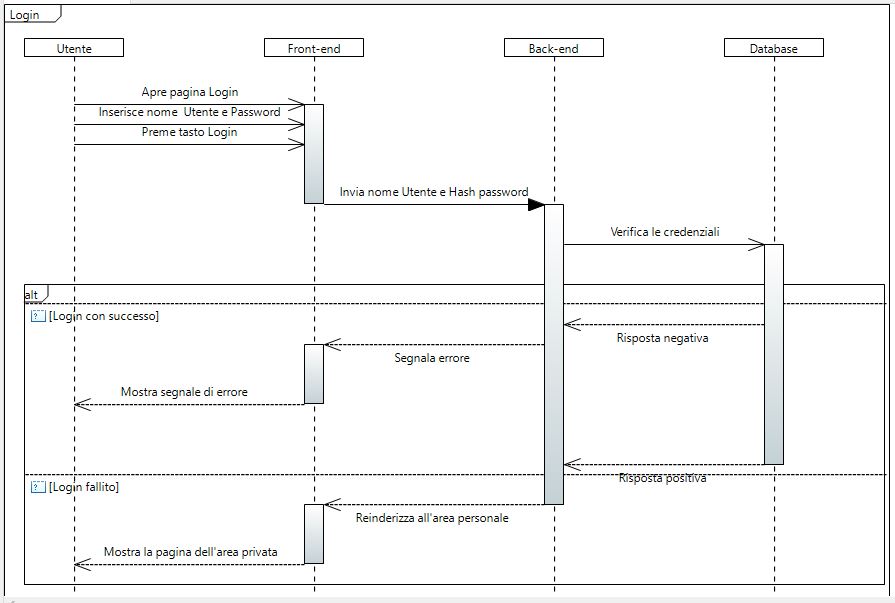 Login
Utente
Front-end
Back-end
Database
Apre pagina Login
Inserisce nome  Utente e Password
Preme tasto Login
Invia nome Utente e Hash password
Verifica le credenziali
alt
[Login con successo]
Risposta negativa
Segnala errore
Mostra segnale di errore
Risposta positiva
[Login fallito]
Reinderizza all'area personale
Mostra la pagina dell'area privata